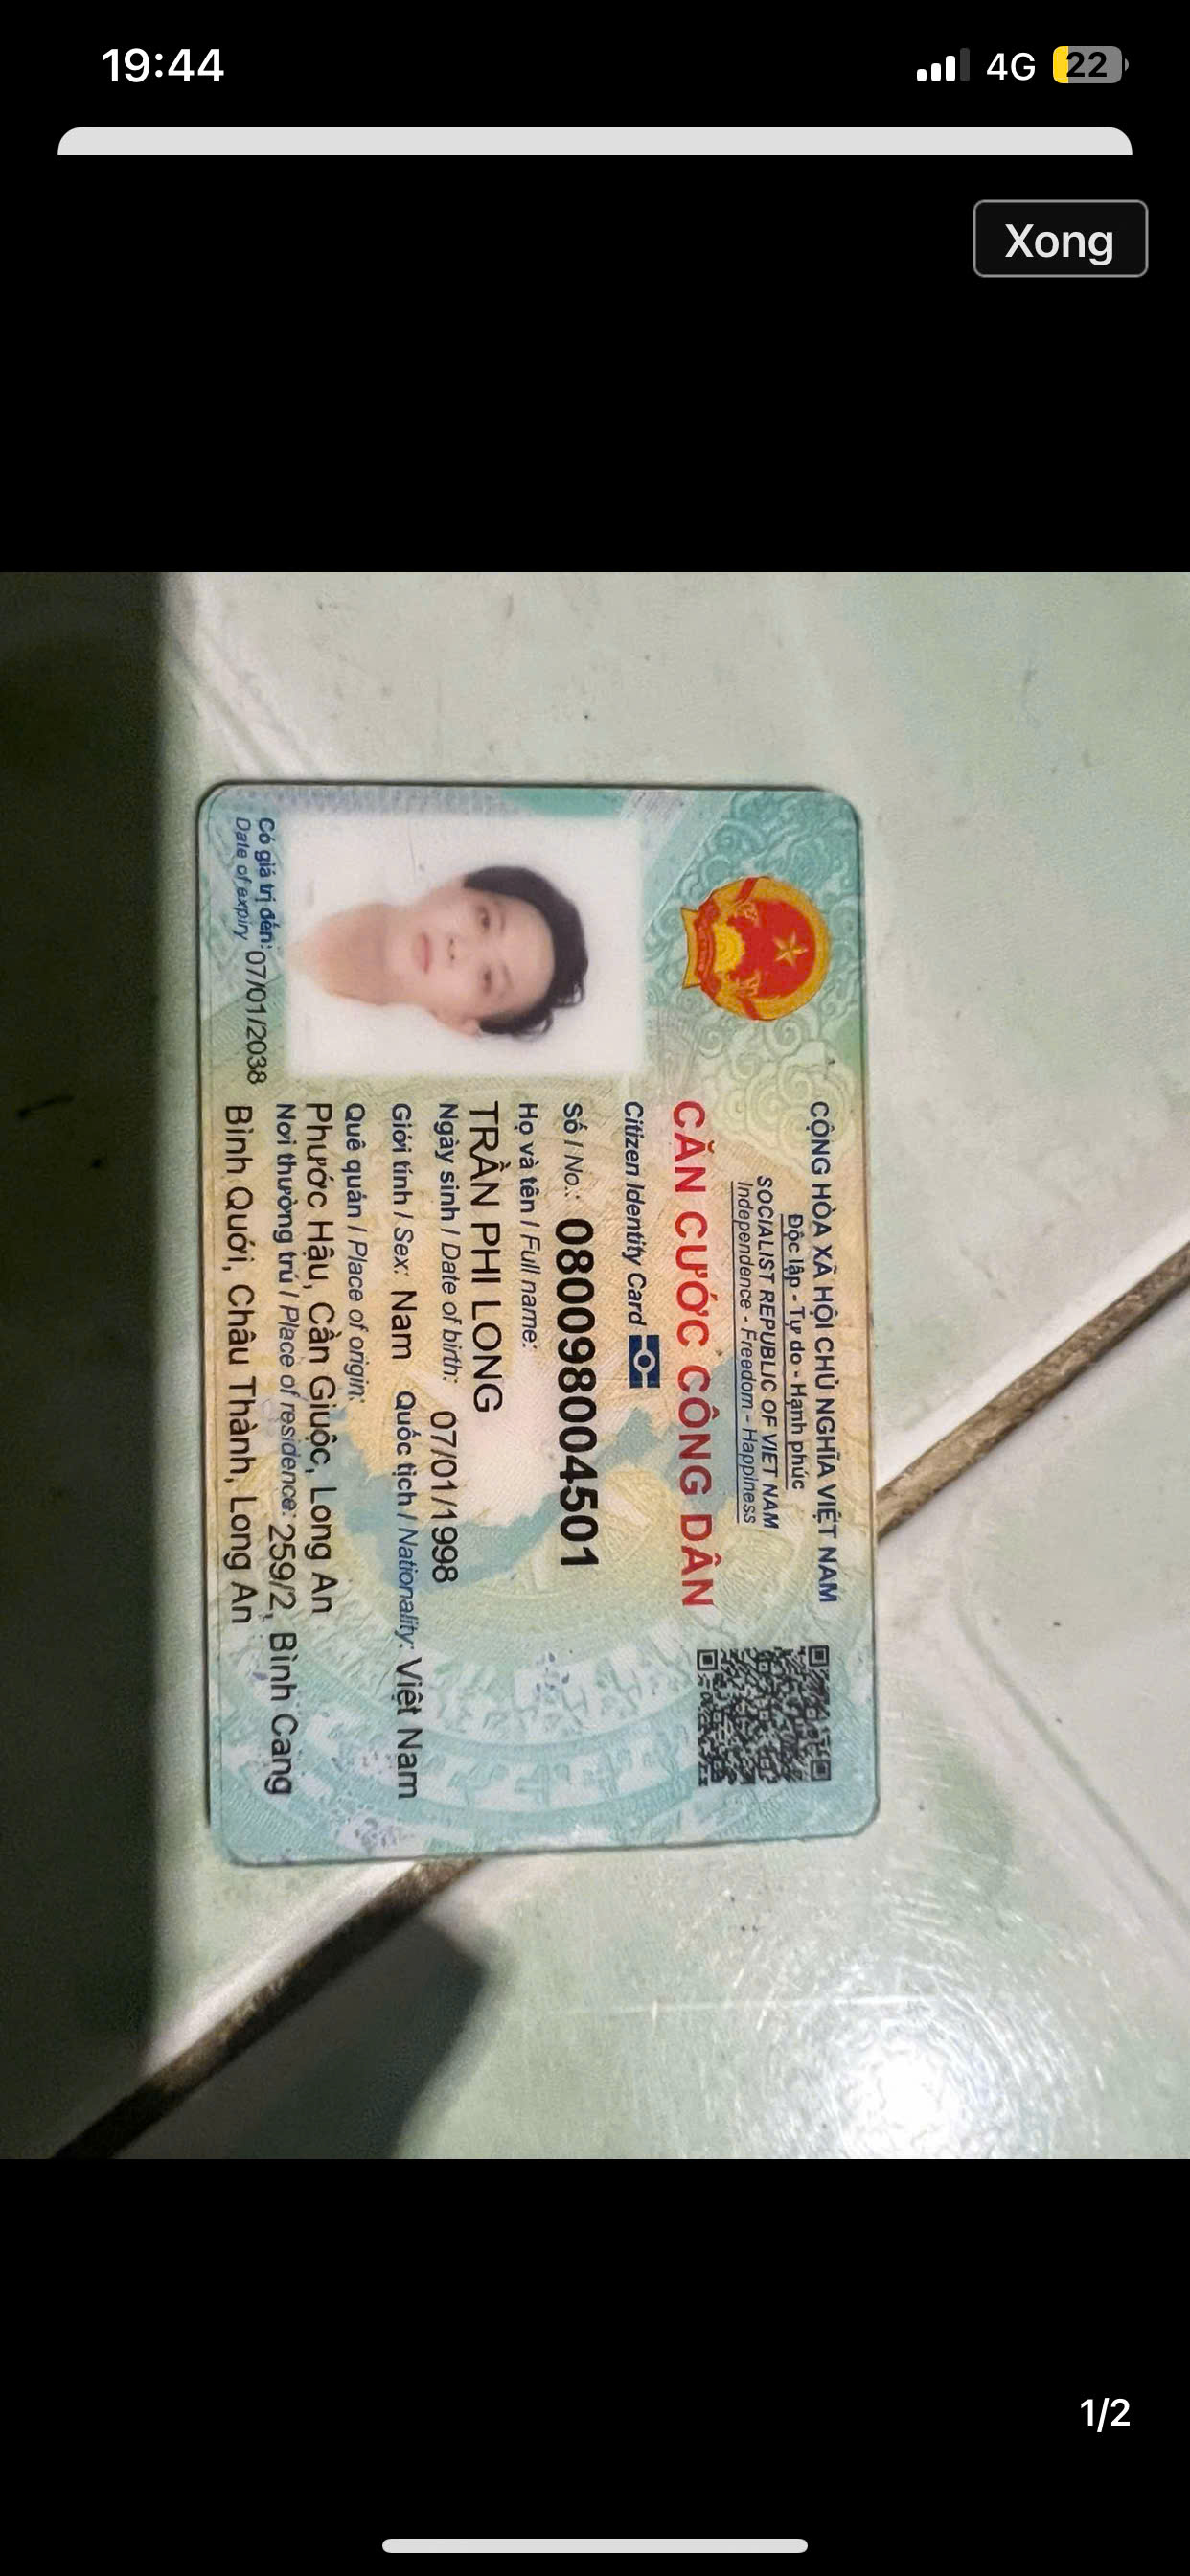 19:44
4G 22
Xong
CỘNG HÒA XÃ HỘI CHỦ NGHĨA VIỆT NAM
Độc lập - Tự do - Hạnh phúc
SOCIALIST REPUBLIC OF VIET NAM
Independence - Freedom - Happiness
CĂN CƯỚC CÔNG DÂN
Citizen Identity Card
Số / No.: 080098004501
Họ và tên / Full name:
TRẦN PHI LONG
Ngày sinh / Date of birth: 07/01/1998
Giới tính / Sex: Nam Quốc tịch / Nationality: Việt Nam
Quê quán / Place of origin:
Phước Hậu, Cần Giuộc, Long An
Nơi thường trú / Place of residence: 259/2, Bình Cang
Bình Quới, Châu Thành, Long An
Có giá trị đến: 07/01/2038
Date of expiry
1/2